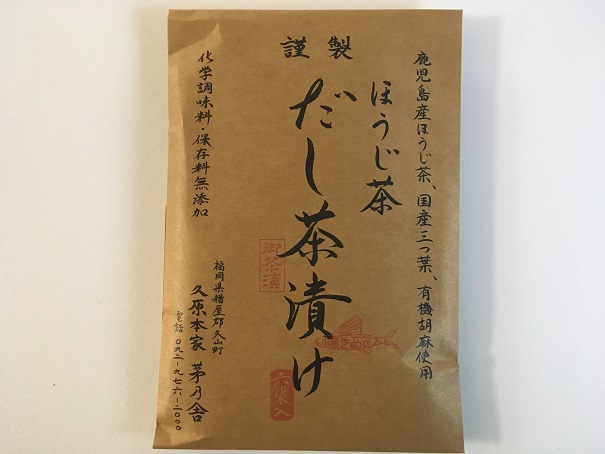 謹製
鹿児島産ほうじ茶、国産三つ葉、有機胡麻使用
ほうじ茶
だし茶漬け
化学調味料・保存料無添加
御茶漬
六袋入
福岡県糟屋郡久山町
久原本家 茅乃舎
電話 〇九二-九七六-二〇〇〇